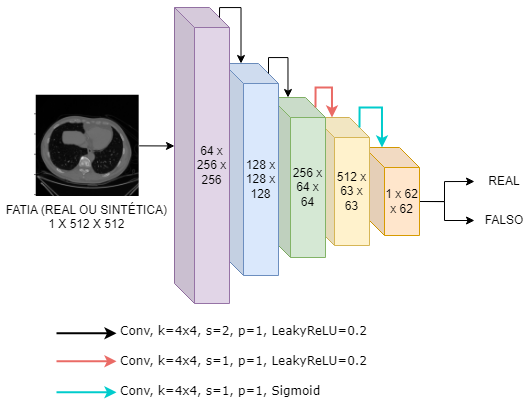 FATIA (REAL OU SINTÉTICA)
1 X 512 X 512
64 x
256 x
256
128 x
128 x
128
256 x
64 x
64
512 x
63 x
63
1 x 62
x 62
REAL
FALSO
Conv, k=4x4, s=2, p=1, LeakyReLU=0.2
Conv, k=4x4, s=1, p=1, LeakyReLU=0.2
Conv, k=4x4, s=1, p=1, Sigmoid